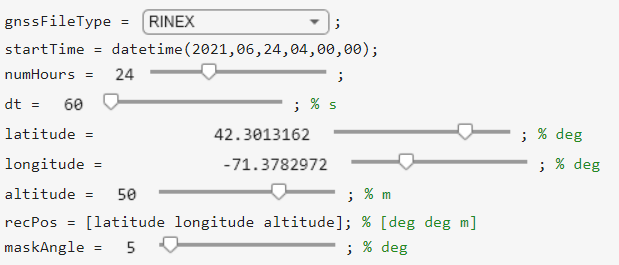 gnssFileType = RINEX ;
startTime = datetime(2021,06,24,04,00,00);
numHours = 24 ;
dt = 60 ; % s
latitude = 42.3013162 ; % deg
longitude = -71.3782972 ; % deg
altitude = 50 ; % m
recPos = [latitude longitude altitude]; % [deg deg m]
maskAngle = 5 ; % deg